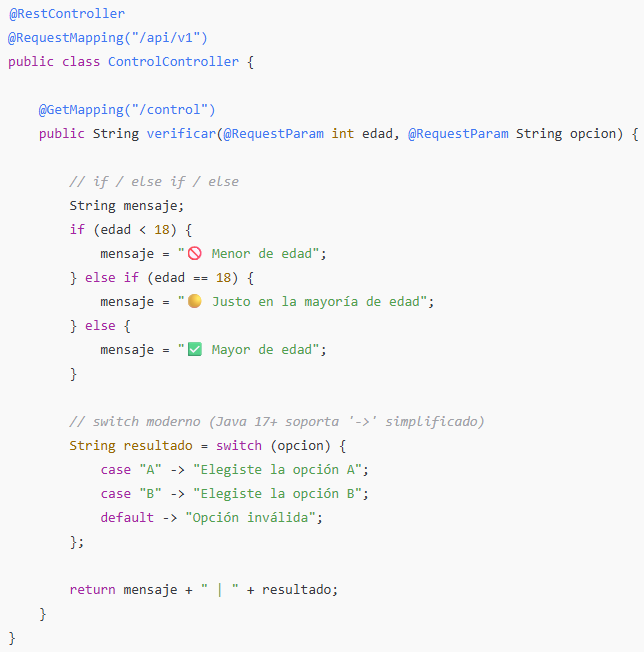 @RestController
@RequestMapping("/api/v1")
public class ControlController {
@GetMapping("/control")
public String verificar(@RequestParam int edad, @RequestParam String opcion) {
// if / else if / else
String mensaje;
if (edad < 18) {
mensaje = "🚫 Menor de edad";
} else if (edad == 18) {
mensaje = "🟡 Justo en la mayoría de edad";
} else {
mensaje = "✅ Mayor de edad";
}
// switch moderno (Java 17+ soporta '->' simplificado)
String resultado = switch (opcion) {
case "A" -> "Elegiste la opción A";
case "B" -> "Elegiste la opción B";
default -> "Opción inválida";
};
return mensaje + " | " + resultado;
}
}